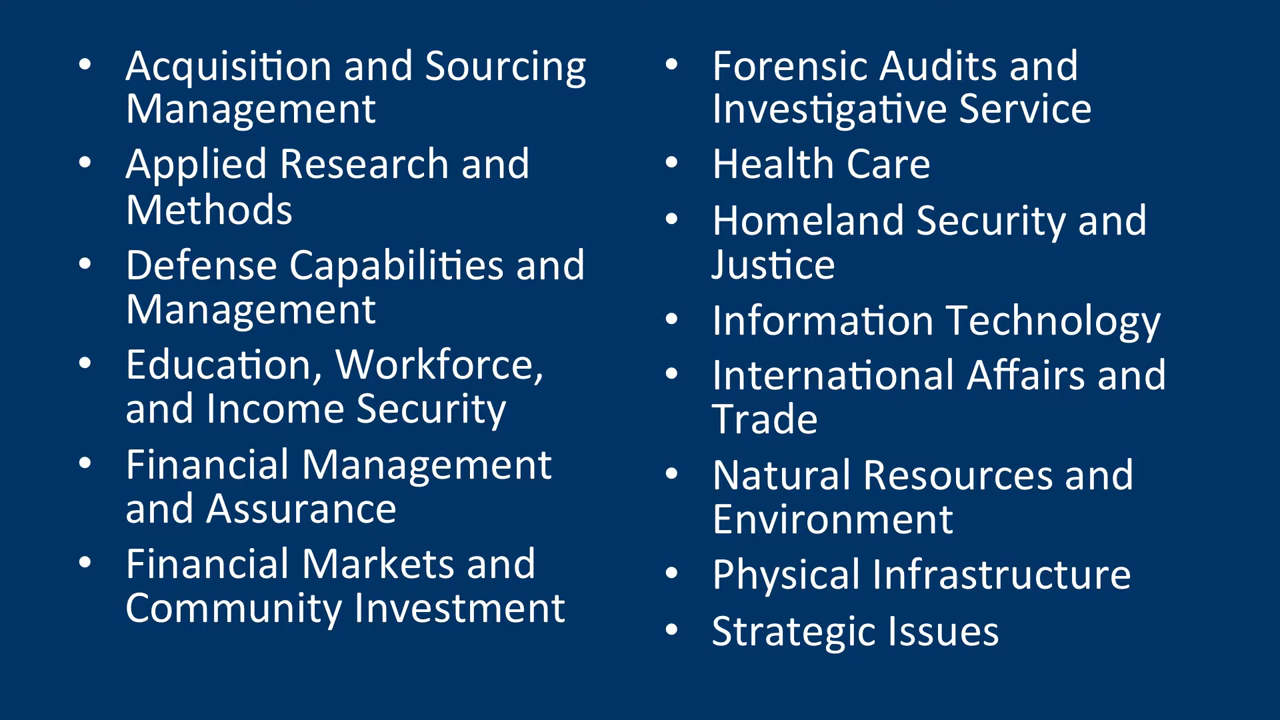 • Acquisition and Sourcing
Management
• Applied Research and
Methods
• Defense Capabilities and
Management
• Education, Workforce,
and Income Security
• Financial Management
and Assurance
• Financial Markets and
Community Investment
• Forensic Audits and
Investigative Service
• Health Care
• Homeland Security and
Justice
• Information Technology
• International Affairs and
Trade
• Natural Resources and
Environment
• Physical Infrastructure
• Strategic Issues